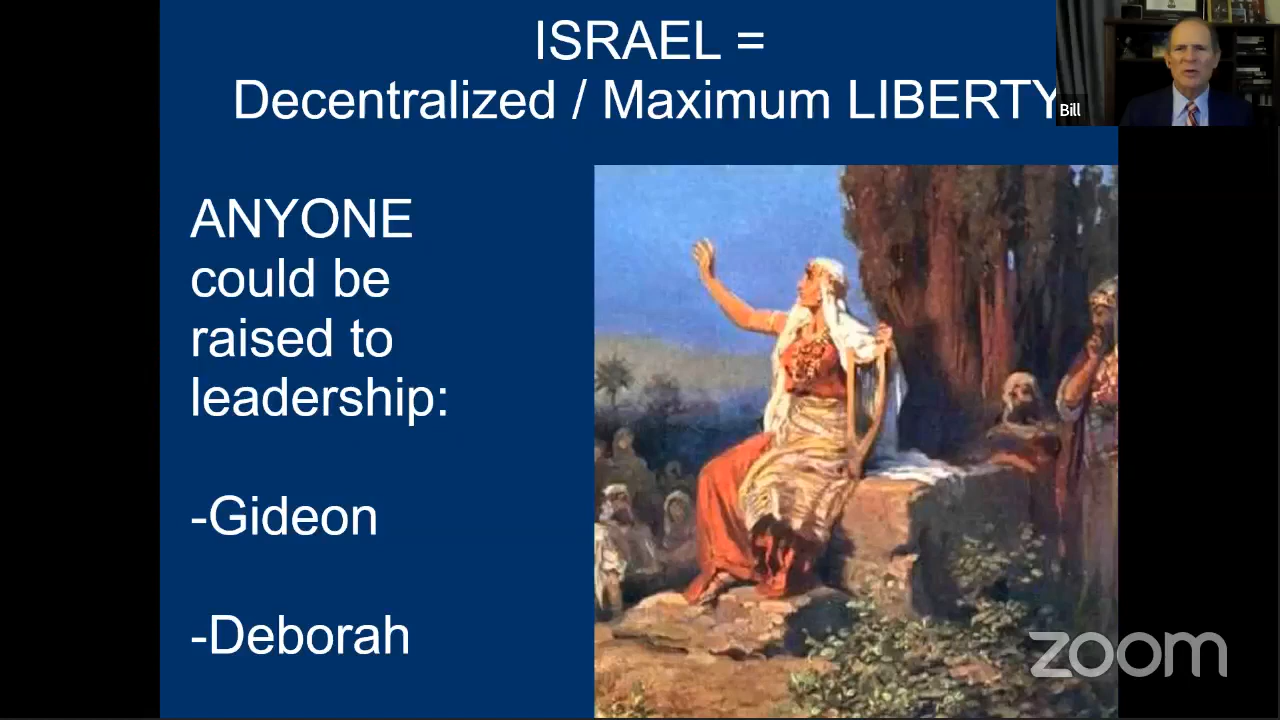 ISRAEL =
Decentralized / Maximum LIBERTY
Bill
ANYONE
could be
raised to
leadership:
-Gideon
-Deborah
zoom